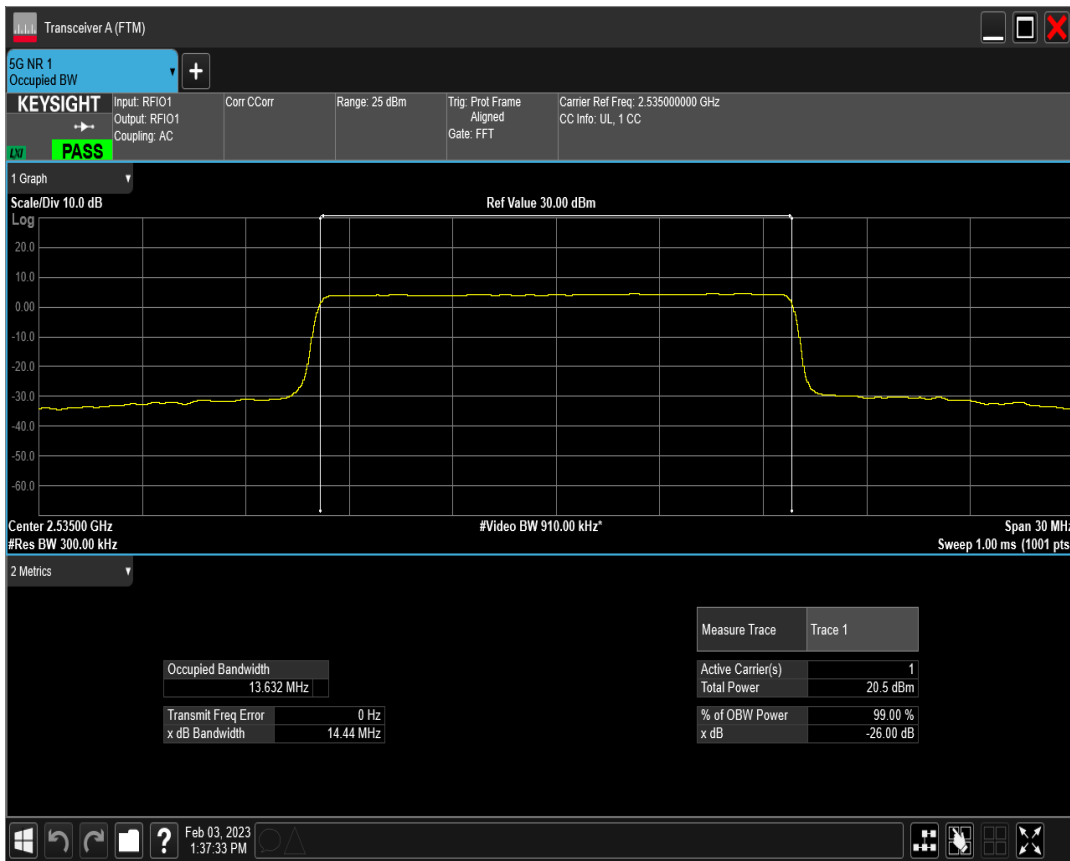 Transceiver A (FTM)
5G NR 1
Occupied BW
+
KEYSIGHT
LXI
PASS
Input: RFIO1
Output: RFIO1
Coupling: AC
Corr CCorr
Range: 25 dBm
Trig: Prot Frame
Aligned
Gate: FFT
Carrier Ref Freq: 2.535000000 GHz
CC Info: UL, 1 CC
1 Graph
Scale/Div 10.0 dB
Ref Value 30.00 dBm
Log
20.0
10.0
0.00
-10.0
-20.0
-30.0
-40.0
-50.0
-60.0
Center 2.53500 GHz
#Video BW 910.00 kHz*
Span 30 MHz
#Res BW 300.00 kHz
Sweep 1.00 ms (1001 pts
2 Metrics
Measure Trace Trace 1
Occupied Bandwidth
13.632 MHz
Active Carrier(s) 1
Total Power 20.5 dBm
Transmit Freq Error 0 Hz
x dB Bandwidth 14.44 MHz
% of OBW Power 99.00 %
x dB -26.00 dB
?
Feb 03, 2023
1:37:33 PM